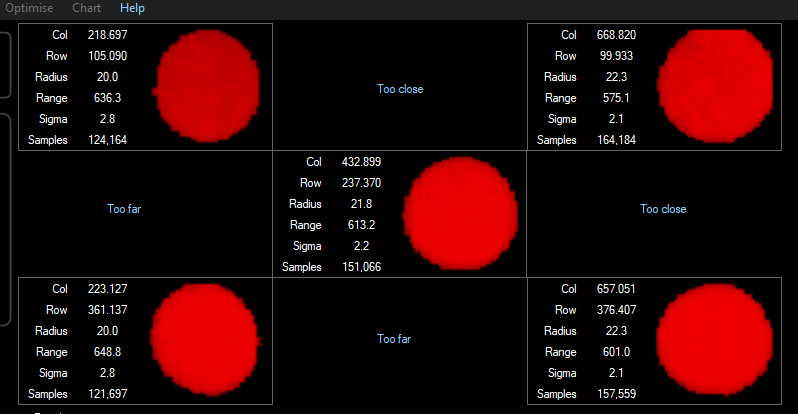 Optimise Chart Help
Col 218.697
Row 105.090
Radius 20.0
Range 636.3
Sigma 2.8
Samples 124,164
Too close
Col 668.820
Row 99.933
Radius 22.3
Range 575.1
Sigma 2.1
Samples 164,184
Too far
Col 432.899
Row 237.370
Radius 21.8
Range 613.2
Sigma 2.2
Samples 151,066
Too close
Col 223.127
Row 361.137
Radius 20.0
Range 648.8
Sigma 2.8
Samples 121,697
Too far
Col 657.051
Row 376.407
Radius 22.3
Range 601.0
Sigma 2.1
Samples 157,559